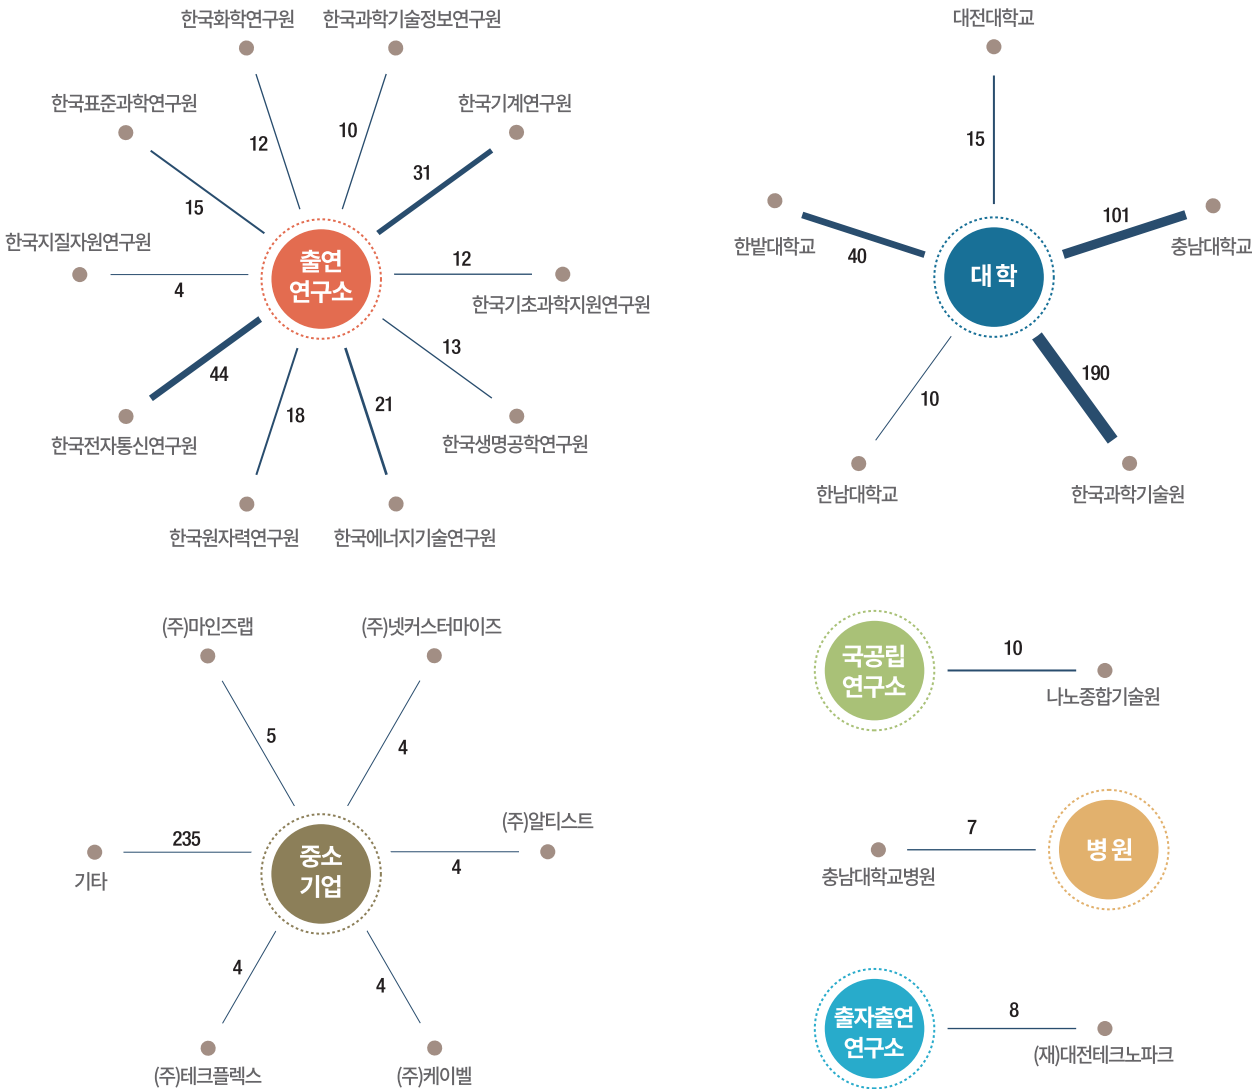 한국화학연구원
한국과학기술정보연구원
한국표준과학연구원
한국기계연구원
12
10
31
15
한국지질자원연구원
출연
연구소
12
4
한국기초과학지원연구원
13
44
18
21
한국전자통신연구원
한국생명공학연구원
한국원자력연구원
한국에너지기술연구원
대전대학교
15
101
한밭대학교
40
충남대학교
대학
190
10
한남대학교
한국과학기술원
(주)마인즈랩
(주)넷커스터마이즈
5
4
(주)알티스트
235
4
중소
기업
기타
4
4
(주)테크플렉스
(주)케이벨
국공립
연구소
10
나노종합기술원
7
병원
충남대학교병원
출자출연
연구소
8
(재)대전테크노파크